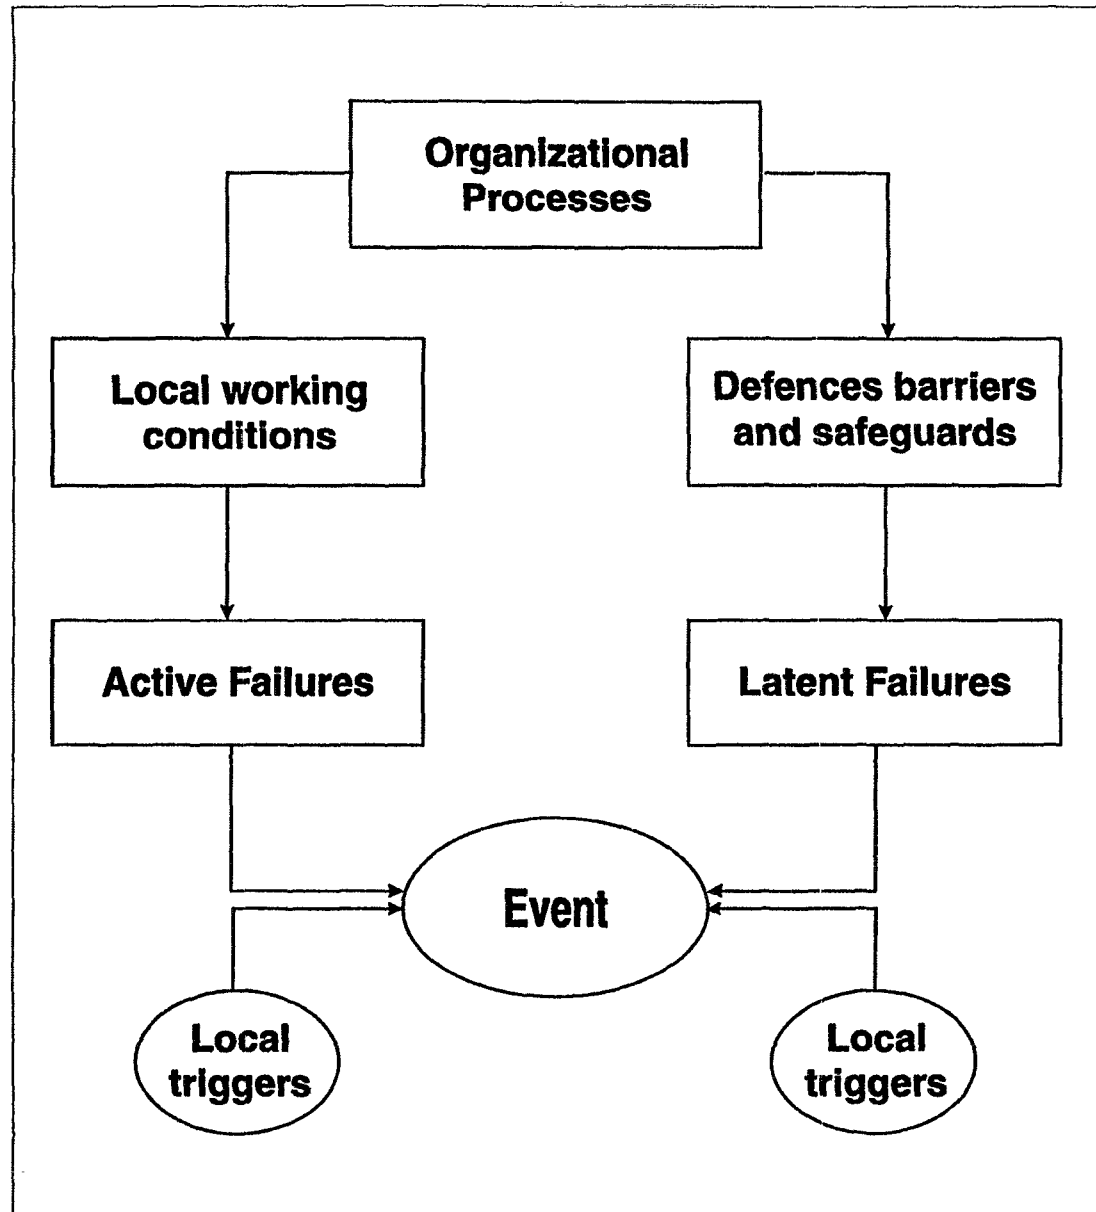 Organizational
Processes
Local working
conditions
Defences barriers
and safeguards
Active Failures
Latent Failures
Event
Local
triggers
Local
triggers